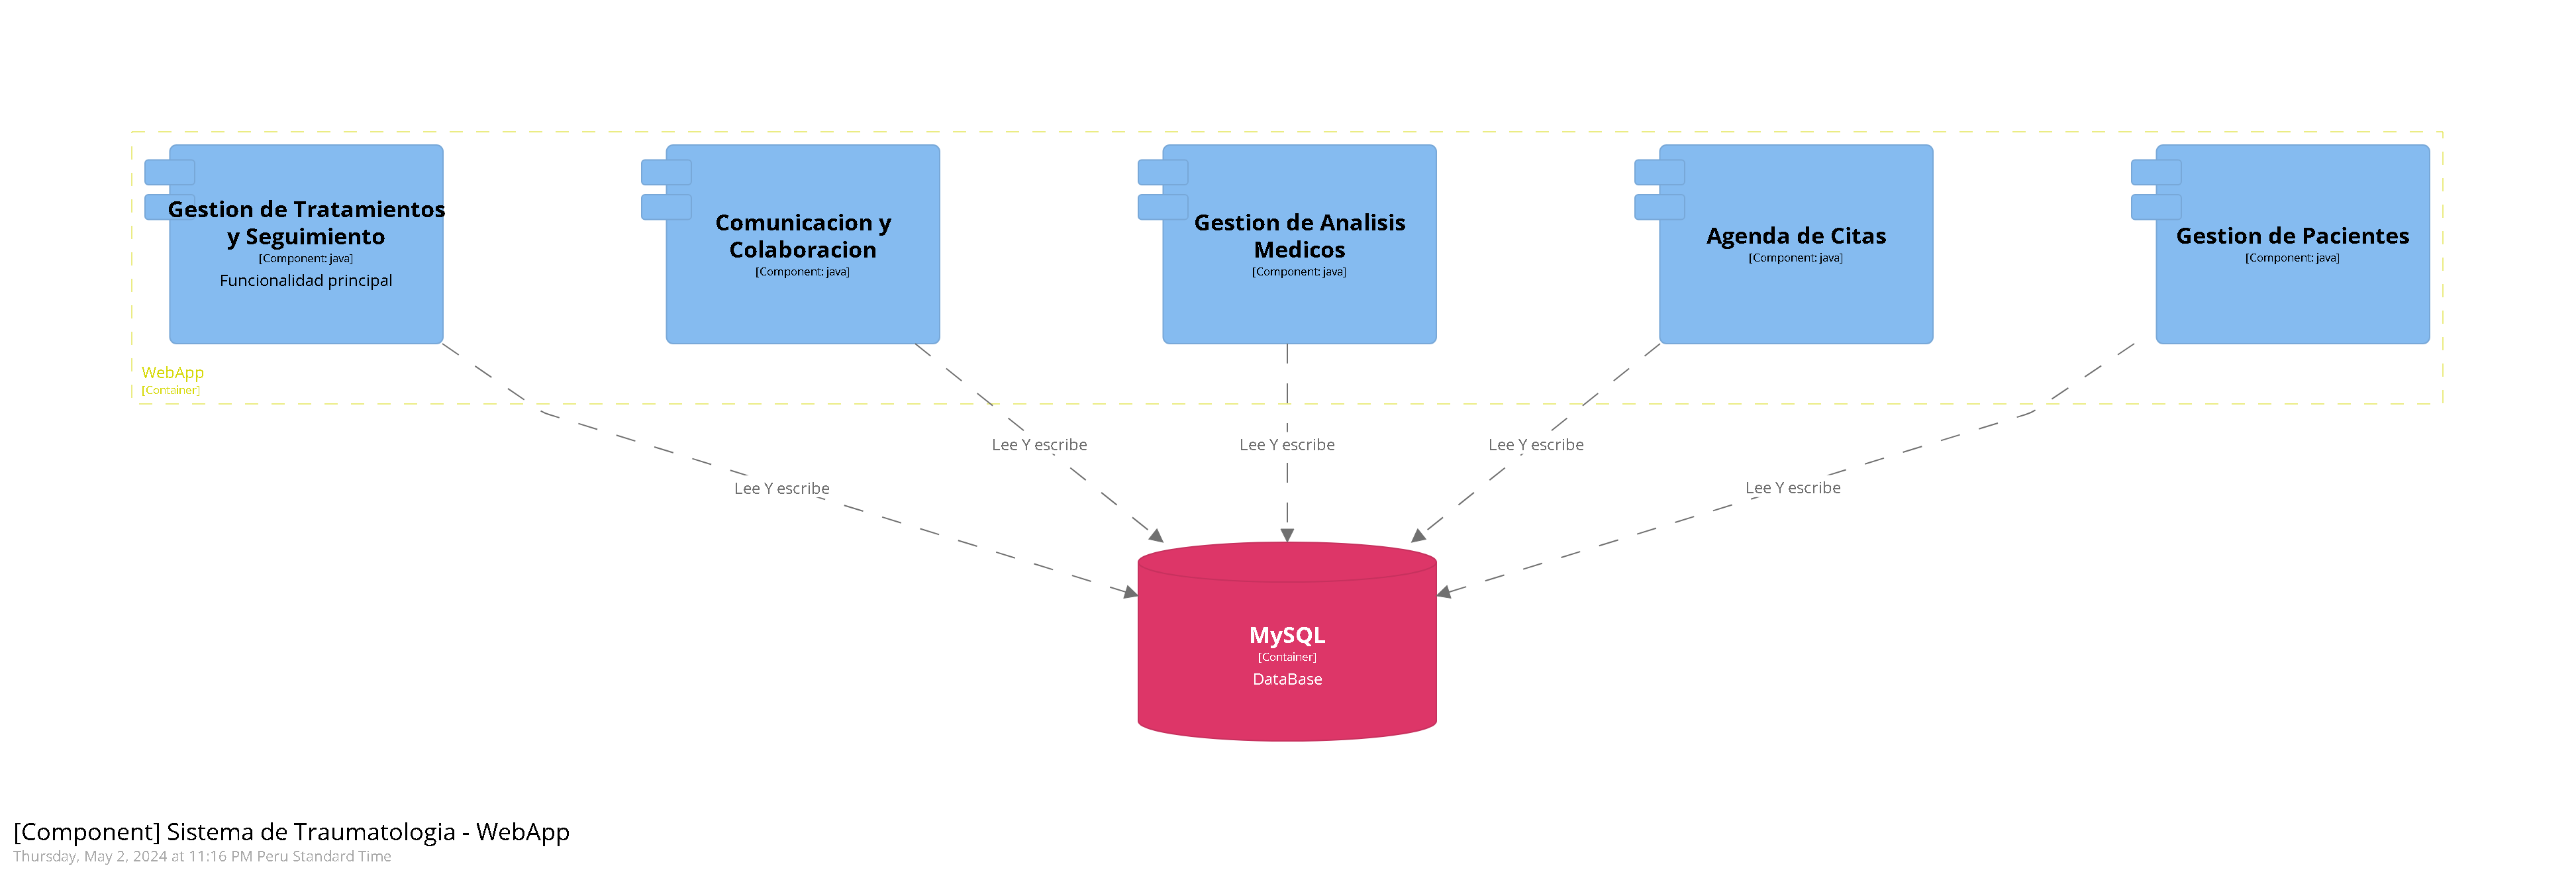 Gestion de Tratamientos
y Seguimiento
[Component: java]
Funcionalidad principal
Comunicacion y
Colaboracion
[Component: java]
Gestion de Analisis
Medicos
[Component: java]
Agenda de Citas
[Component: java]
Gestion de Pacientes
[Component: java]
WebApp
[Container]
Lee Y escribe
Lee Y escribe
Lee Y escribe
Lee Y escribe
Lee Y escribe
MySQL
[Container]
DataBase
[Component] Sistema de Traumatologia - WebApp
Thursday, May 2, 2024 at 11:16 PM Peru Standard Time